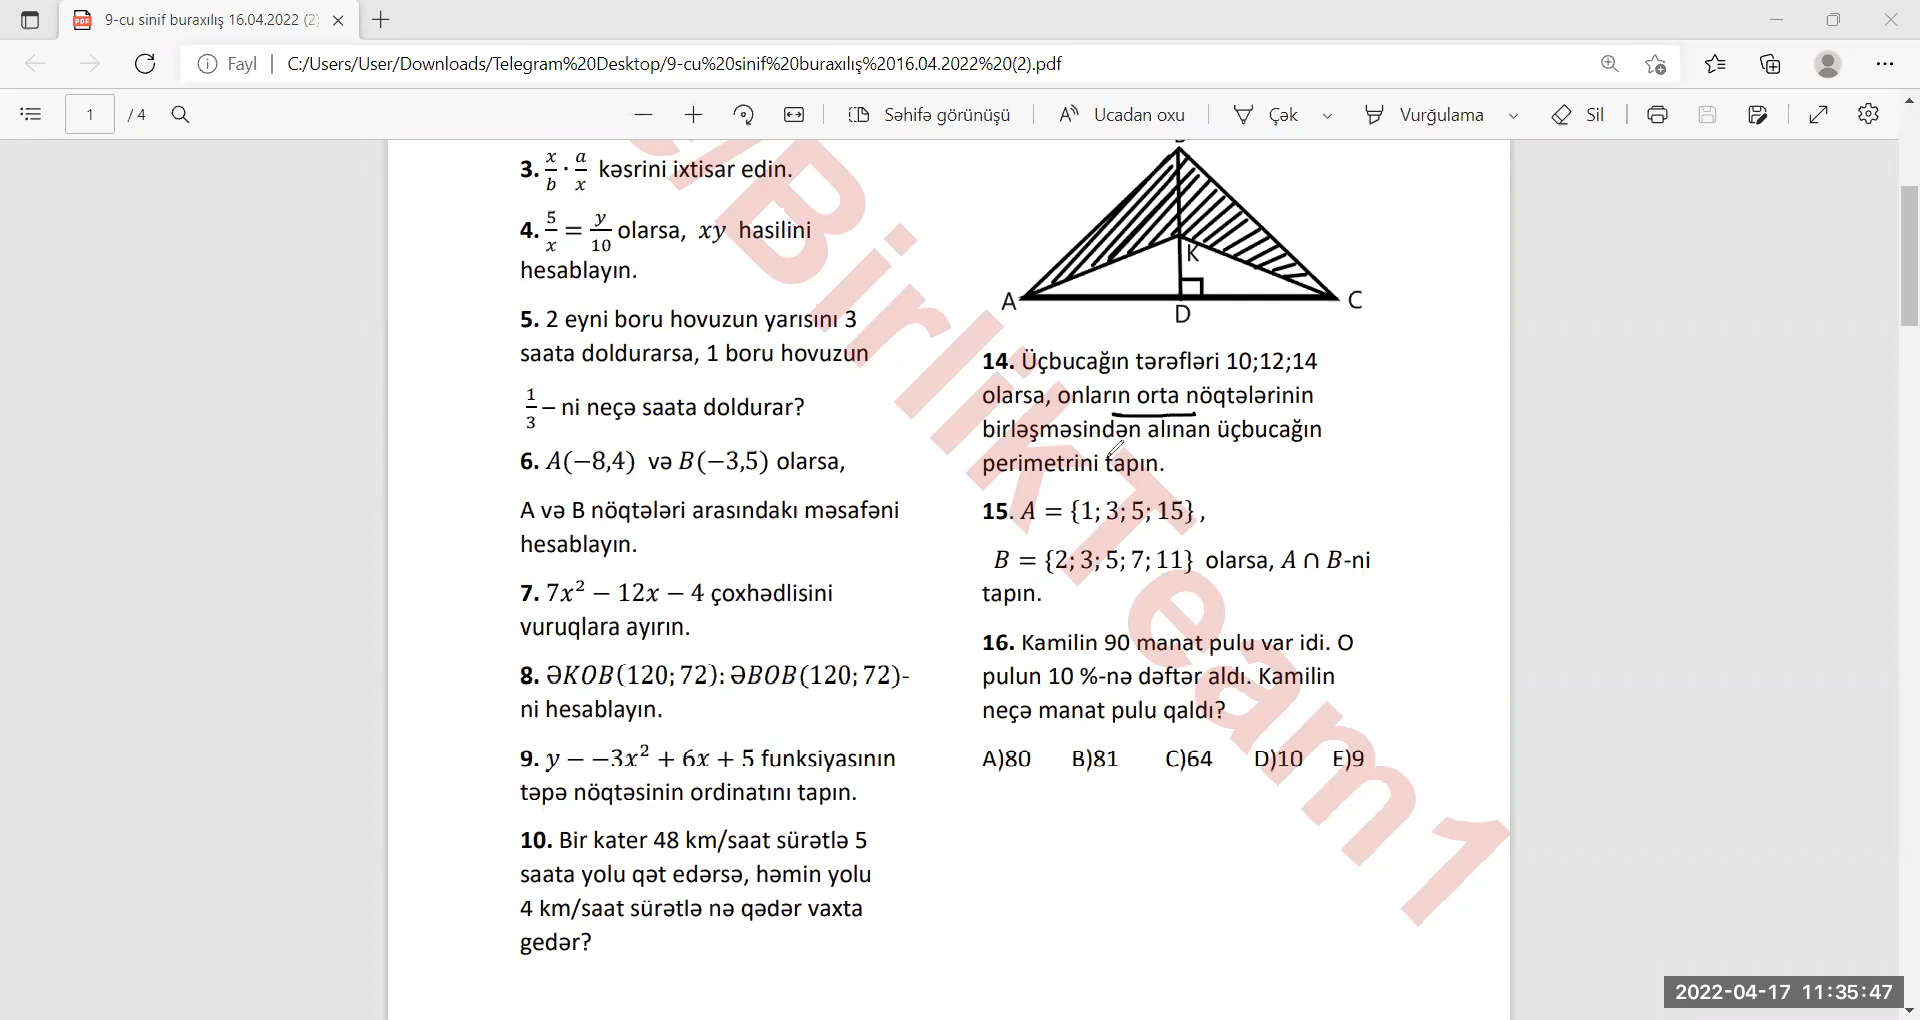 9-cu sinif buraxılış 16.04.2022 (2)
Fayl
C:/Users/User/Downloads/Telegram%20Desktop/9-cu%20sinif%20buraxılış%2016.04.2022%20(2).pdf
1 / 4
Səhifə görünüşü
Ucadan oxu
Çək
Vurğulama
Sil
3. x/b · a/x kəsrini ixtisar edin.
4. 5/x = y/10 olarsa, xy hasilini
hesablayın.
5. 2 eyni boru hovuzun yarısını 3
saata doldurarsa, 1 boru hovuzun
1/3 – ni neçə saata doldurar?
6. A(−8,4) və B(−3,5) olarsa,
A və B nöqtələri arasındakı məsafəni
hesablayın.
7. 7x² − 12x − 4 çoxhədlisini
vuruqlara ayırın.
8. ƏKOB(120; 72): ƏBOB(120; 72)-
ni hesablayın.
9. y − −3x² + 6x + 5 funksiyasının
təpə nöqtəsinin ordinatını tapın.
10. Bir kater 48 km/saat sürətlə 5
saata yolu qət edərsə, həmin yolu
4 km/saat sürətlə nə qədər vaxta
gedər?
K
A
C
D
14. Üçbucağın tərəfləri 10;12;14
olarsa, onların orta nöqtələrinin
birləşməsindən alınan üçbucağın
perimetrini tapın.
15. A = {1; 3; 5; 15} ,
B = {2; 3; 5; 7; 11} olarsa, A ∩ B-ni
tapın.
16. Kamilin 90 manat pulu var idi. O
pulun 10 %-nə dəftər aldı. Kamilin
neçə manat pulu qaldı?
A)80 B)81 C)64 D)10 E)9
/BirlikTeam1
2022-04-17 11:35:47